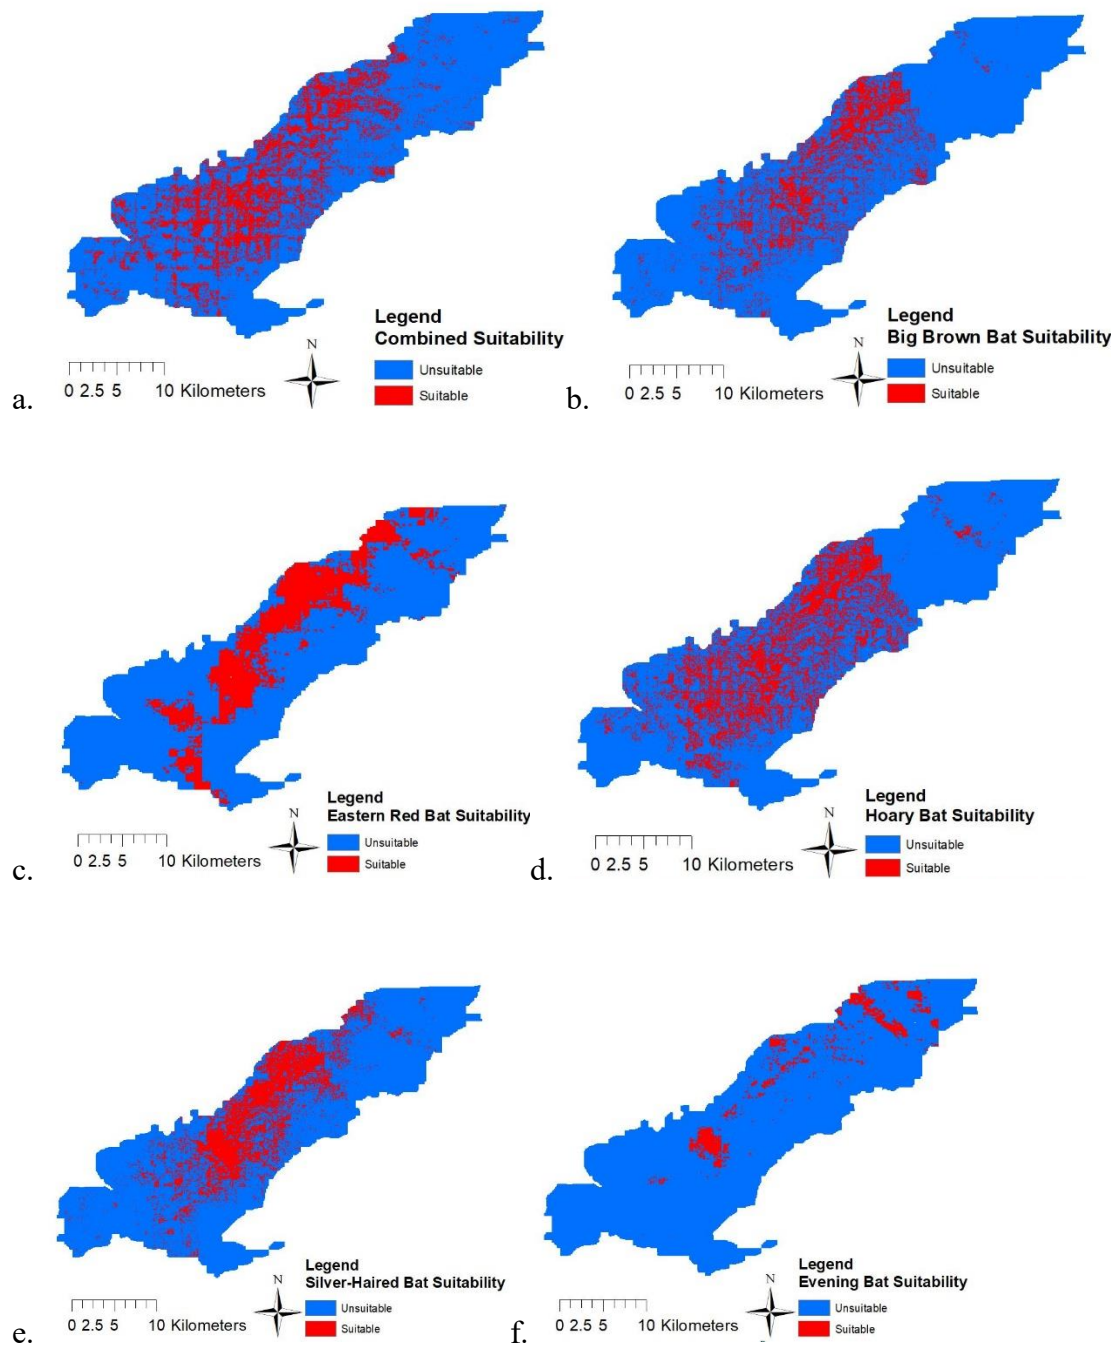 Legend
Combined Suitability
N
Unsuitable
Suitable
0 2.5 5 10 Kilometers
a.
Legend
Big Brown Bat Suitability
N
Unsuitable
Suitable
0 2.5 5 10 Kilometers
b.
Legend
Eastern Red Bat Suitability
N
Unsuitable
Suitable
0 2.5 5 10 Kilometers
c.
Legend
Hoary Bat Suitability
N
Unsuitable
Suitable
0 2.5 5 10 Kilometers
d.
Legend
Silver-Haired Bat Suitability
N
Unsuitable
Suitable
0 2.5 5 10 Kilometers
e.
Legend
Evening Bat Suitability
N
Unsuitable
Suitable
0 2.5 5 10 Kilometers
f.